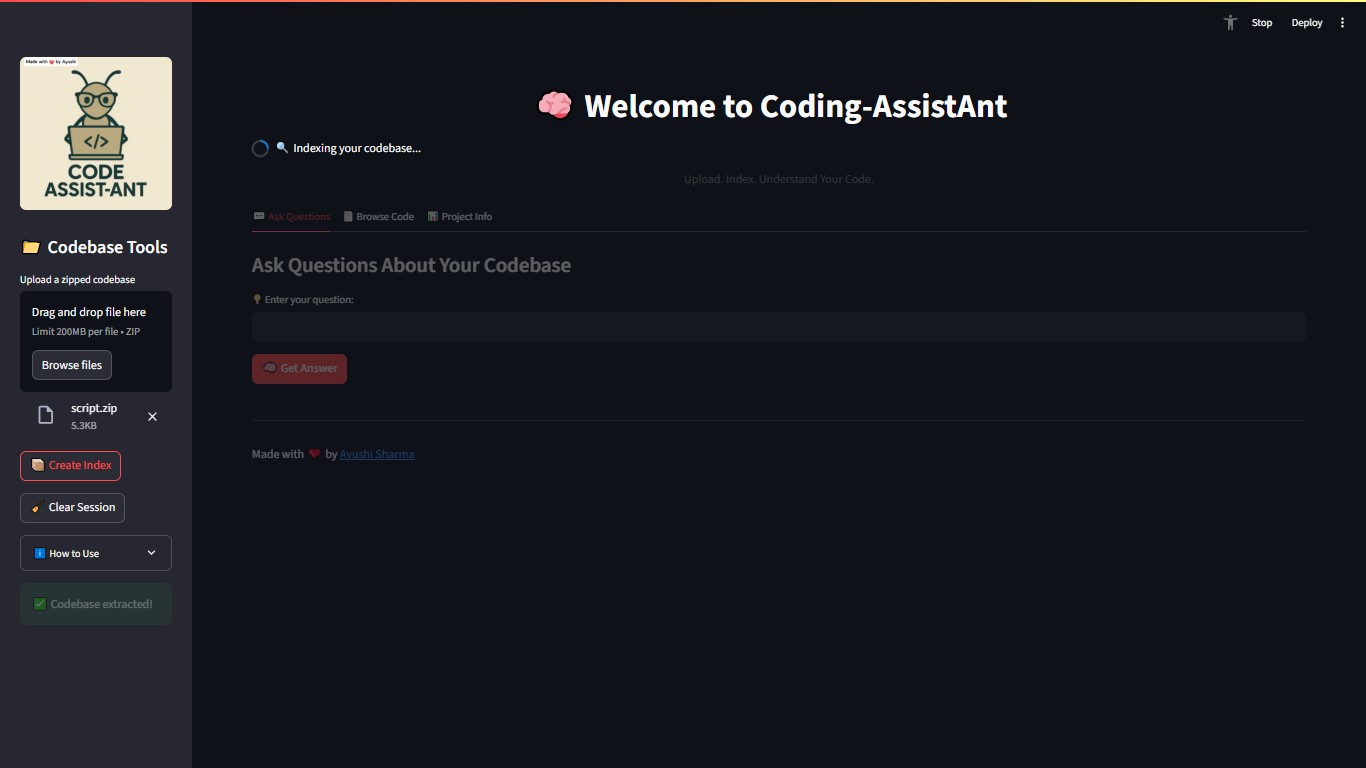 Stop
Deploy
Made with ❤️ by Ayushi
</>
CODE
ASSIST-ANT
📁 Codebase Tools
Upload a zipped codebase
Drag and drop file here
Limit 200MB per file • ZIP
Browse files
script.zip
5.3KB
📦 Create Index
🧹 Clear Session
ℹ️ How to Use
✅ Codebase extracted!
🧠 Welcome to Coding-AssistAnt
🔍 Indexing your codebase...
Upload. Index. Understand Your Code.
💬 Ask Questions
📄 Browse Code
📊 Project Info
Ask Questions About Your Codebase
💡 Enter your question:
🧠 Get Answer
Made with ❤️ by Ayushi Sharma